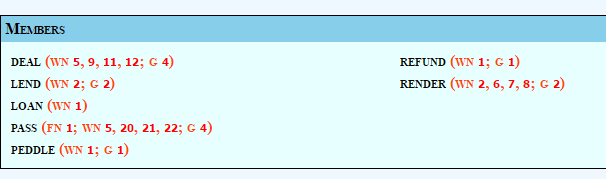 MEMBERS
DEAL (WN 5, 9, 11, 12; G 4)
LEND (WN 2; G 2)
LOAN (WN 1)
PASS (FN 1; WN 5, 20, 21, 22; G 4)
PEDDLE (WN 1; G 1)
REFUND (WN 1; G 1)
RENDER (WN 2, 6, 7, 8; G 2)